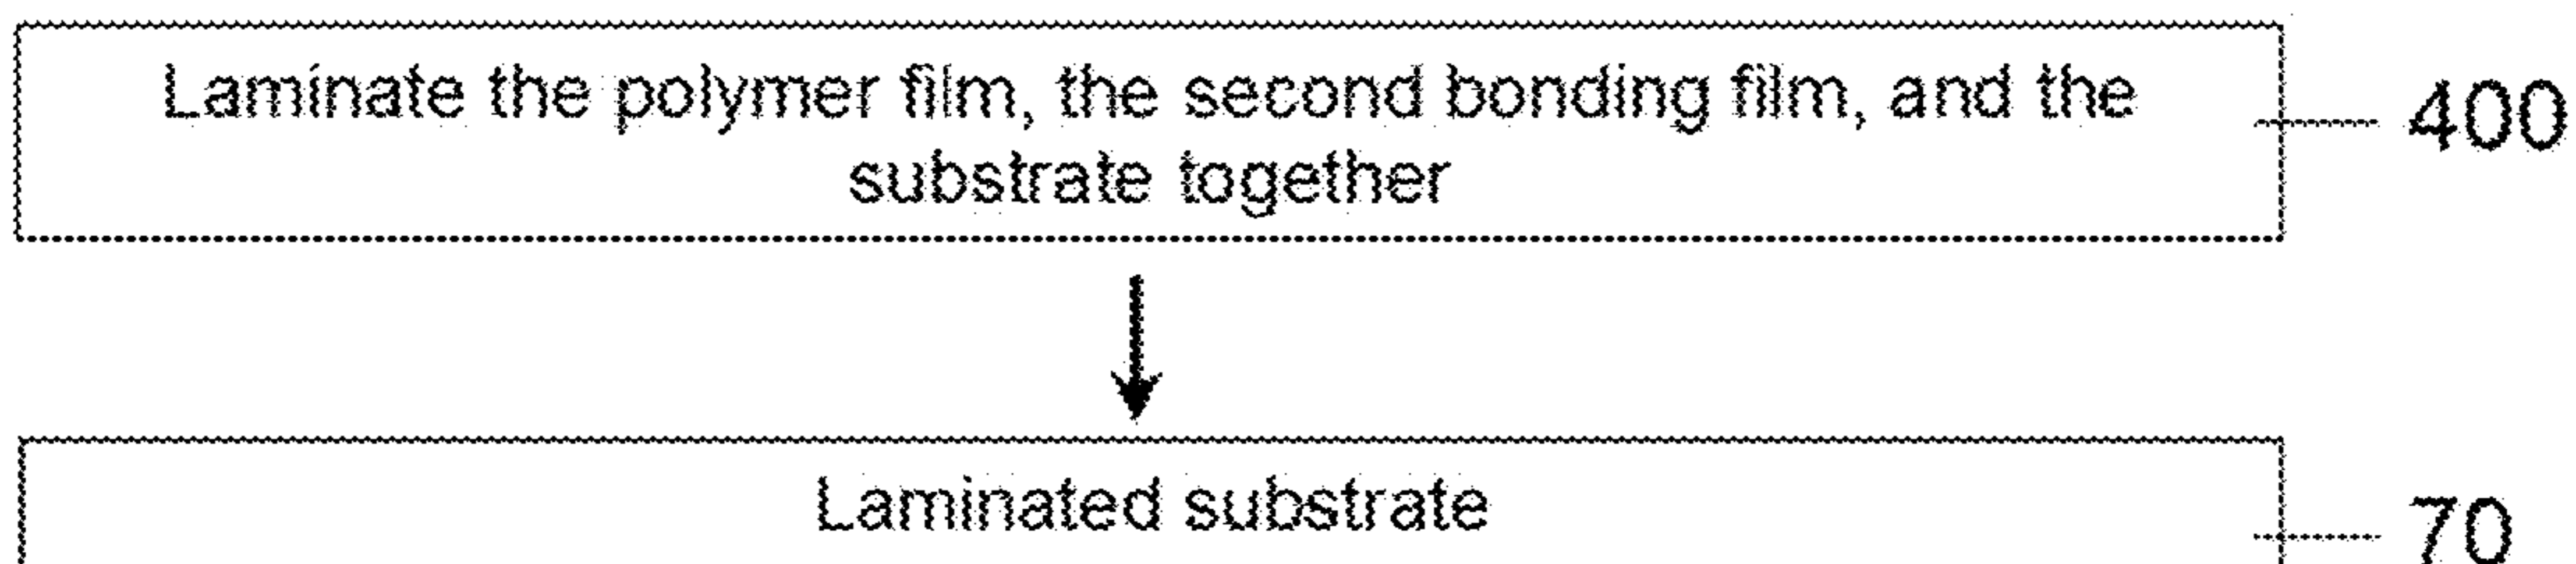 Laminate the polymer film, the second bonding film, and the
substrate together
400
Laminated substrate
70